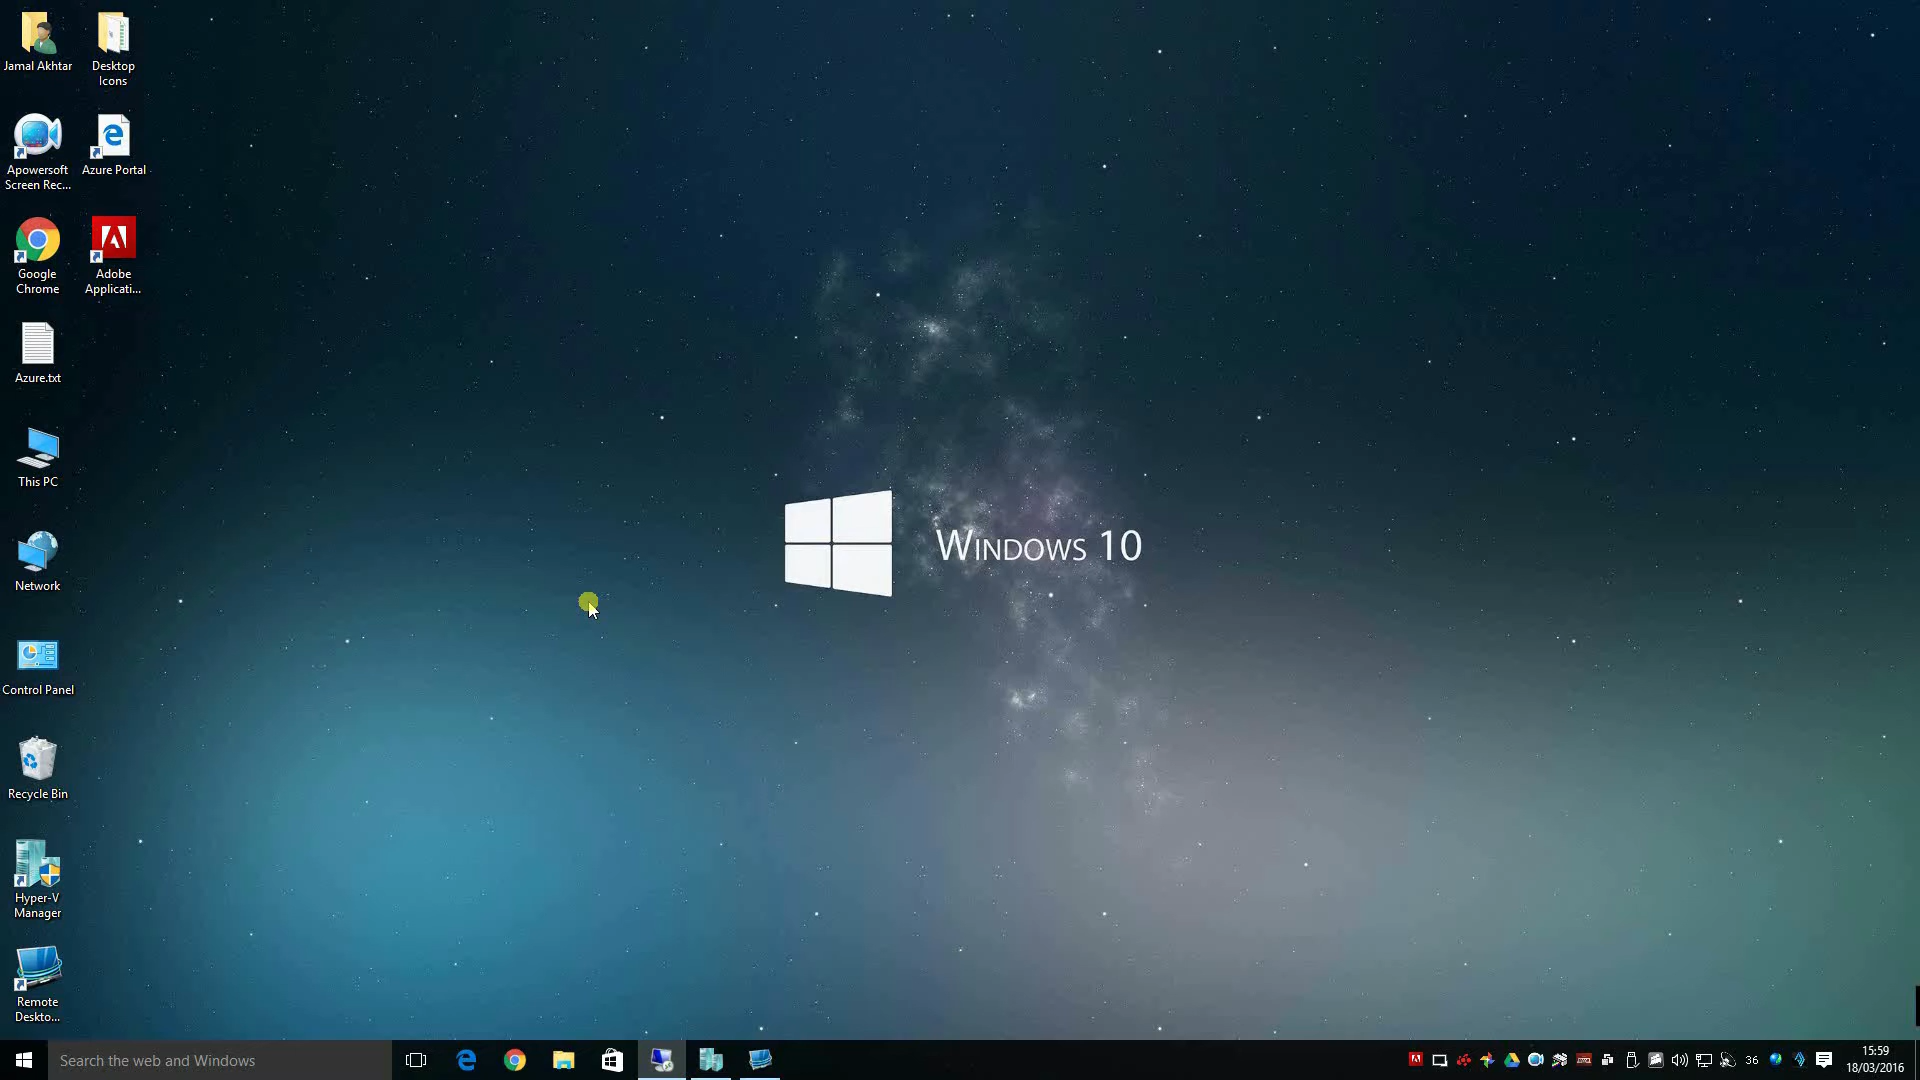 Jamal Akhtar
Desktop
Icons
Apowersoft
Screen Rec...
Azure Portal
Google
Chrome
Adobe
Applicati...
Azure.txt
This PC
Network
WINDOWS 10
Control Panel
Recycle Bin
Hyper-V
Manager
Remote
Deskto...
Search the web and Windows
36
15:59
18/03/2016